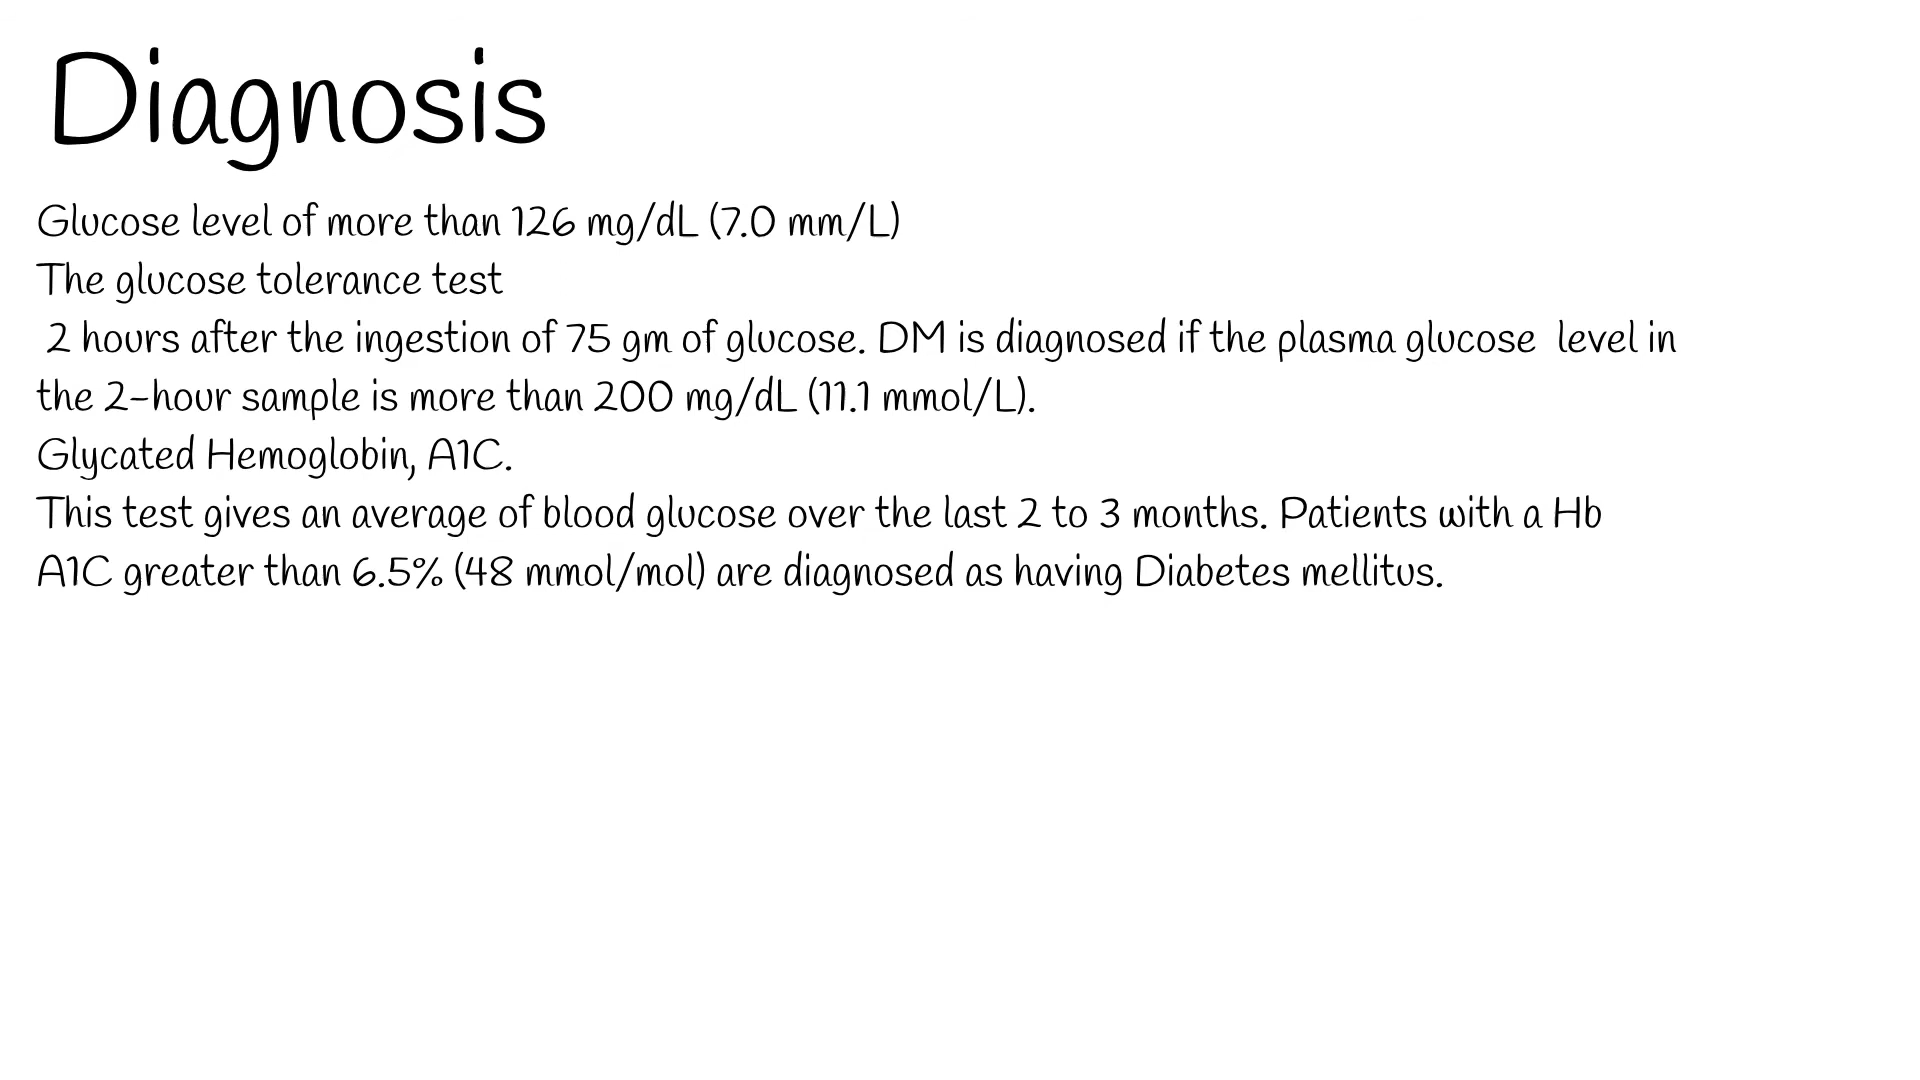 Diagnosis
Glucose level of more than 126 mg/dL (7.0 mm/L)
The glucose tolerance test
2 hours after the ingestion of 75 gm of glucose. DM is diagnosed if the plasma glucose level in
the 2-hour sample is more than 200 mg/dL (11.1 mmol/L).
Glycated Hemoglobin, A1C.
This test gives an average of blood glucose over the last 2 to 3 months. Patients with a Hb
A1C greater than 6.5% (48 mmol/mol) are diagnosed as having Diabetes mellitus.